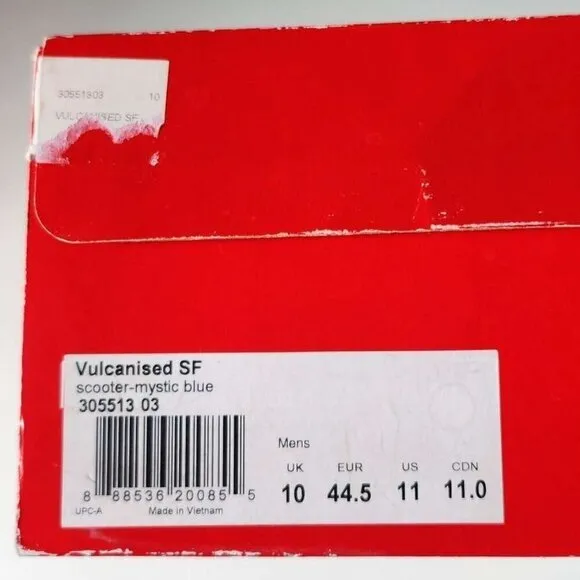 30551303 10
VULCANISED SF
Vulcanised SF
scooter-mystic blue
305513 03
8 88536 20085 5
UPC-A Made in Vietnam
Mens
UK EUR US CDN
10 44.5 11 11.0